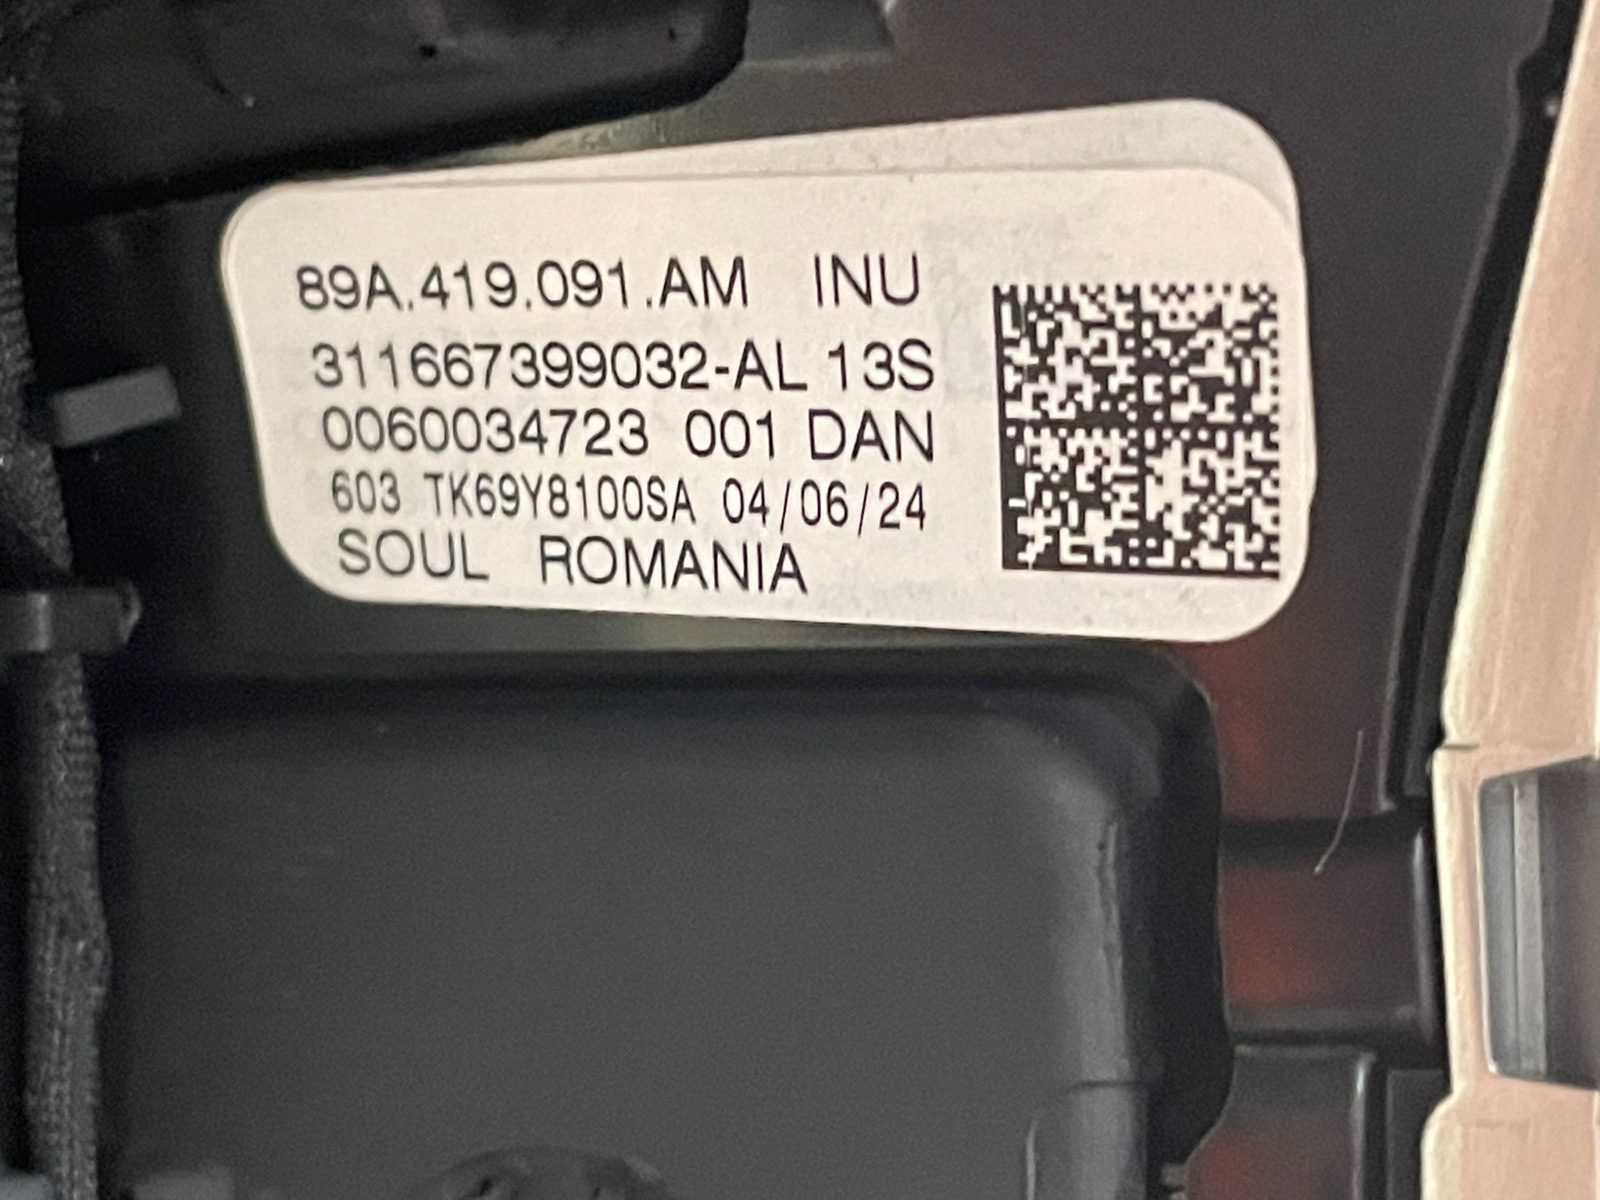 89A.419.091.AM INU
311667399032-AL 13S
0060034723 001 DAN
603 TK69Y8100SA 04/06/24
SOUL ROMANIA